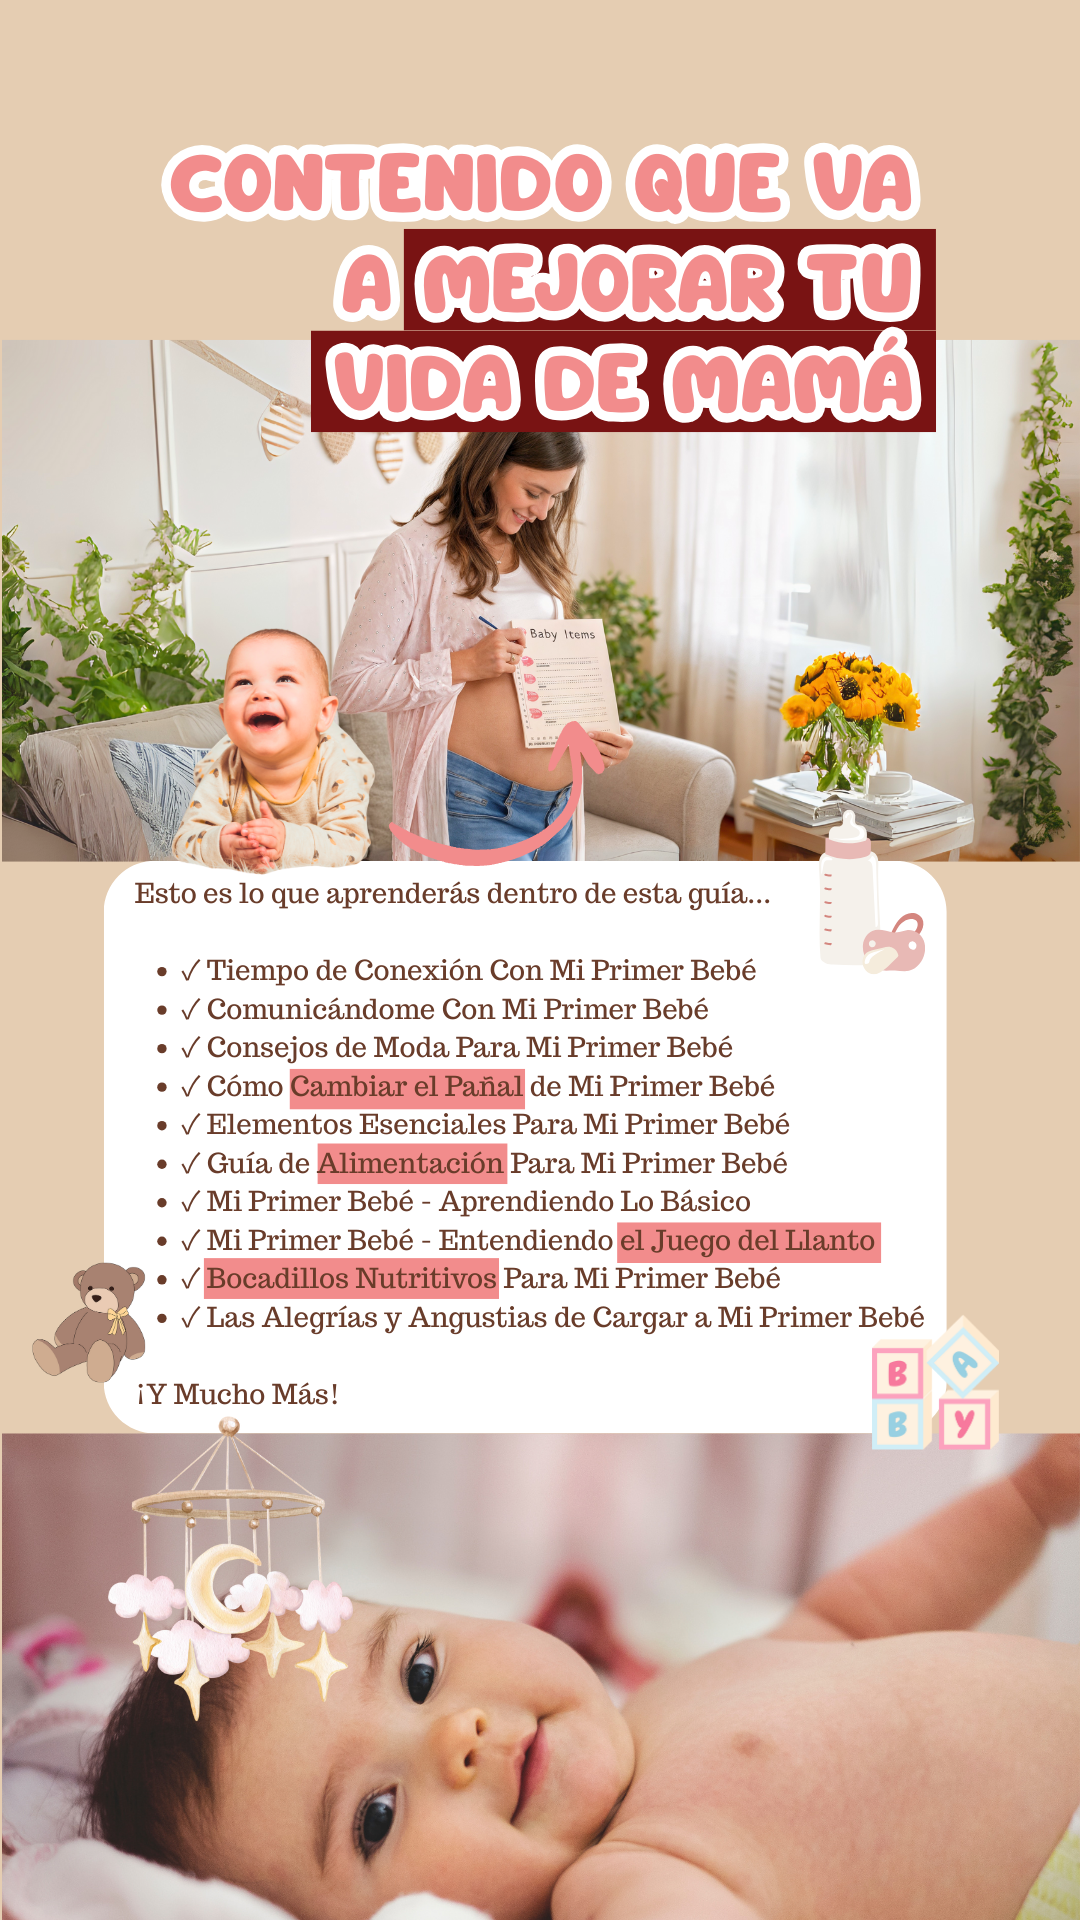 CONTENIDO QUE VA
A MEJORAR TU
VIDA DE MAMÁ
Baby Items
Esto es lo que aprenderás dentro de esta guía...
• ✓ Tiempo de Conexión Con Mi Primer Bebé
• ✓ Comunicándome Con Mi Primer Bebé
• ✓ Consejos de Moda Para Mi Primer Bebé
• ✓ Cómo Cambiar el Pañal de Mi Primer Bebé
• ✓ Elementos Esenciales Para Mi Primer Bebé
• ✓ Guía de Alimentación Para Mi Primer Bebé
• ✓ Mi Primer Bebé - Aprendiendo Lo Básico
• ✓ Mi Primer Bebé - Entendiendo el Juego del Llanto
• ✓ Bocadillos Nutritivos Para Mi Primer Bebé
• ✓ Las Alegrías y Angustias de Cargar a Mi Primer Bebé
¡Y Mucho Más!
B A
B Y